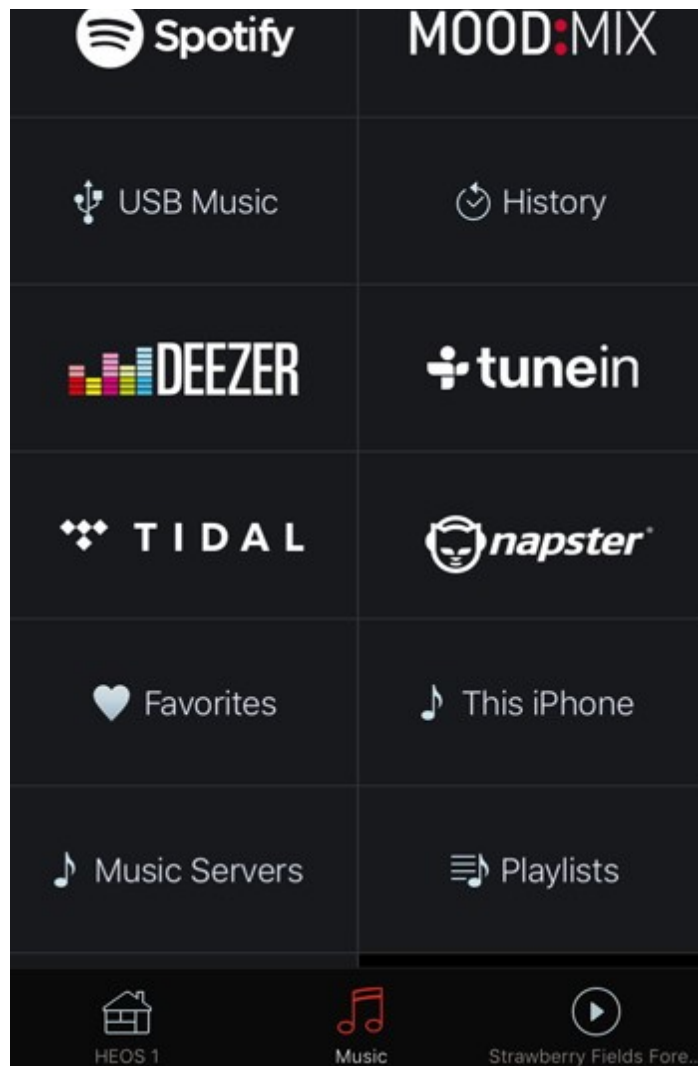 Spotify
MOOD:MIX
USB Music
History
DEEZER
tunein
TIDAL
napster
Favorites
This iPhone
Music Servers
Playlists
HEOS 1
Music
Strawberry Fields Fore...